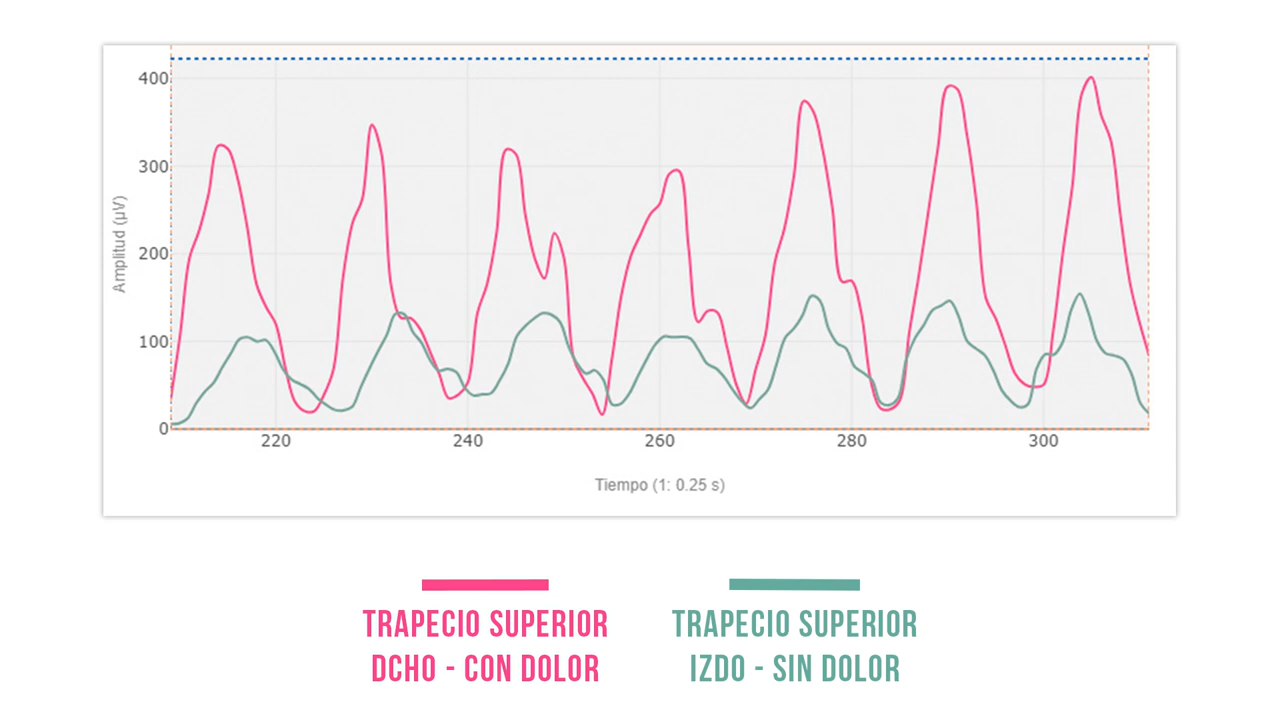 400
300
200
100
0
Amplitud (µV)
220 240 260 280 300
Tiempo (1: 0.25 s)
TRAPECIO SUPERIOR
DCHO - CON DOLOR
TRAPECIO SUPERIOR
IZDO - SIN DOLOR